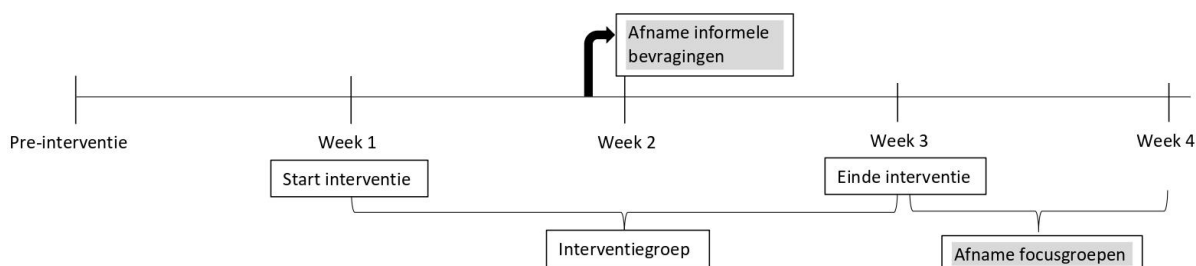 Afname informele
bevragingen
Pre-interventie
Week 1
Week 2
Week 3
Week 4
Start interventie
Einde interventie
Interventiegroep
Afname focusgroepen